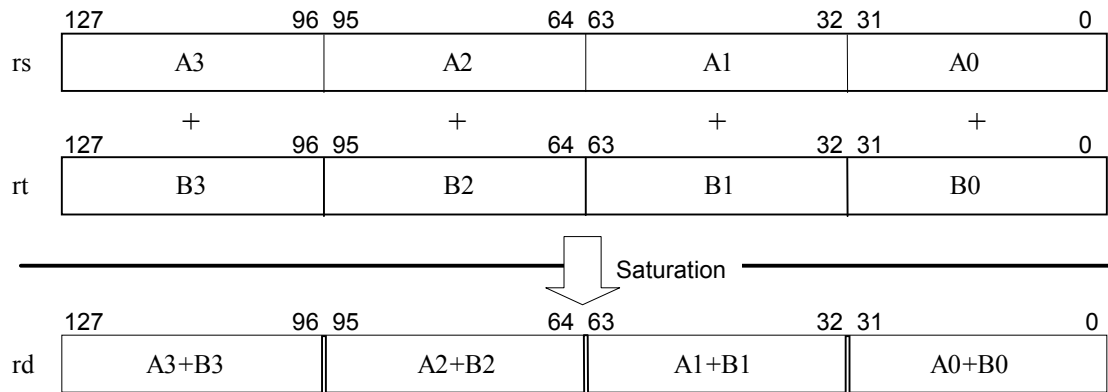 127 96 95 64 63 32 31 0
rs A3 A2 A1 A0
+ + + +
127 96 95 64 63 32 31 0
rt B3 B2 B1 B0
Saturation
127 96 95 64 63 32 31 0
rd A3+B3 A2+B2 A1+B1 A0+B0